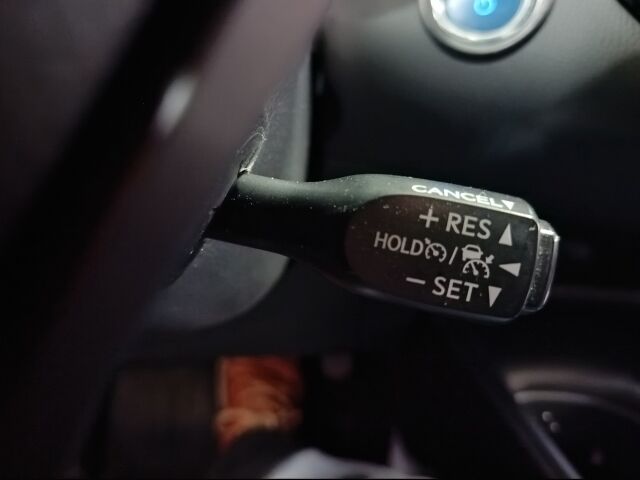 CANCEL▼
+ RES ▲
HOLD / ◄
− SET ▼